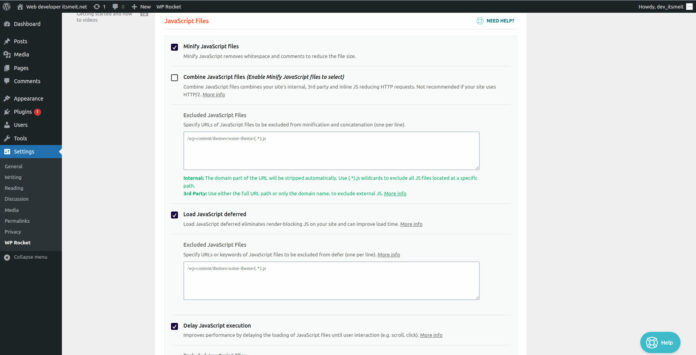 Web developer itsmeit.net
1
0
New
WP Rocket
Howdy, dev_itsmeit
Dashboard
Posts
Media
Pages
Comments
Appearance
Plugins 1
Users
Tools
Settings
General
Writing
Reading
Discussion
Media
Permalinks
Privacy
WP Rocket
Collapse menu
Getting started and how
to videos
JavaScript Files
NEED HELP?
Minify JavaScript files
Minify JavaScript removes whitespace and comments to reduce the file size.
Combine JavaScript files (Enable Minify JavaScript files to select)
Combine JavaScript files combines your site's internal, 3rd party and inline JS reducing HTTP requests. Not recommended if your site uses
HTTP/2. More info
Excluded JavaScript Files
Specify URLs of JavaScript files to be excluded from minification and concatenation (one per line).
/wp-content/themes/some-theme/(.*).js
Internal: The domain part of the URL will be stripped automatically. Use (.*).js wildcards to exclude all JS files located at a specific
path.
3rd Party: Use either the full URL path or only the domain name, to exclude external JS. More info
Load JavaScript deferred
Load JavaScript deferred eliminates render-blocking JS on your site and can improve load time. More info
Excluded JavaScript Files
Specify URLs or keywords of JavaScript files to be excluded from defer (one per line). More info
/wp-content/themes/some-theme/(.*).js
Delay JavaScript execution
Improves performance by delaying the loading of JavaScript files until user interaction (e.g. scroll, click). More info
Help